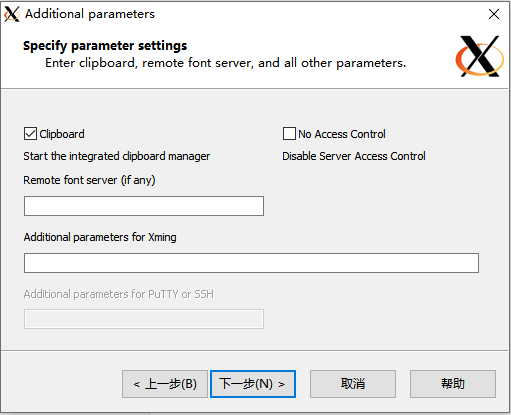 Additional parameters
Specify parameter settings
Enter clipboard, remote font server, and all other parameters.
Clipboard
No Access Control
Start the integrated clipboard manager
Disable Server Access Control
Remote font server (if any)
Additional parameters for Xming
Additional parameters for PuTTY or SSH
< 上一步(B)
下一步(N) >
取消
帮助